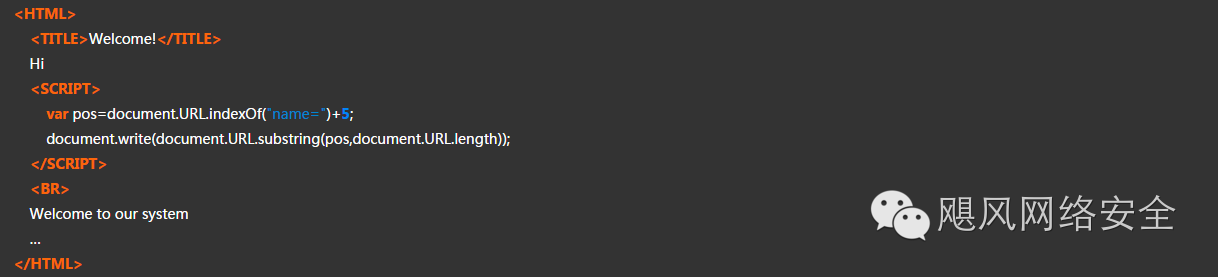 <HTML>
<TITLE>Welcome!</TITLE>
Hi
<SCRIPT>
var pos=document.URL.indexOf("name=")+5;
document.write(document.URL.substring(pos,document.URL.length));
</SCRIPT>
<BR>
Welcome to our system
...
</HTML>
飓风网络安全